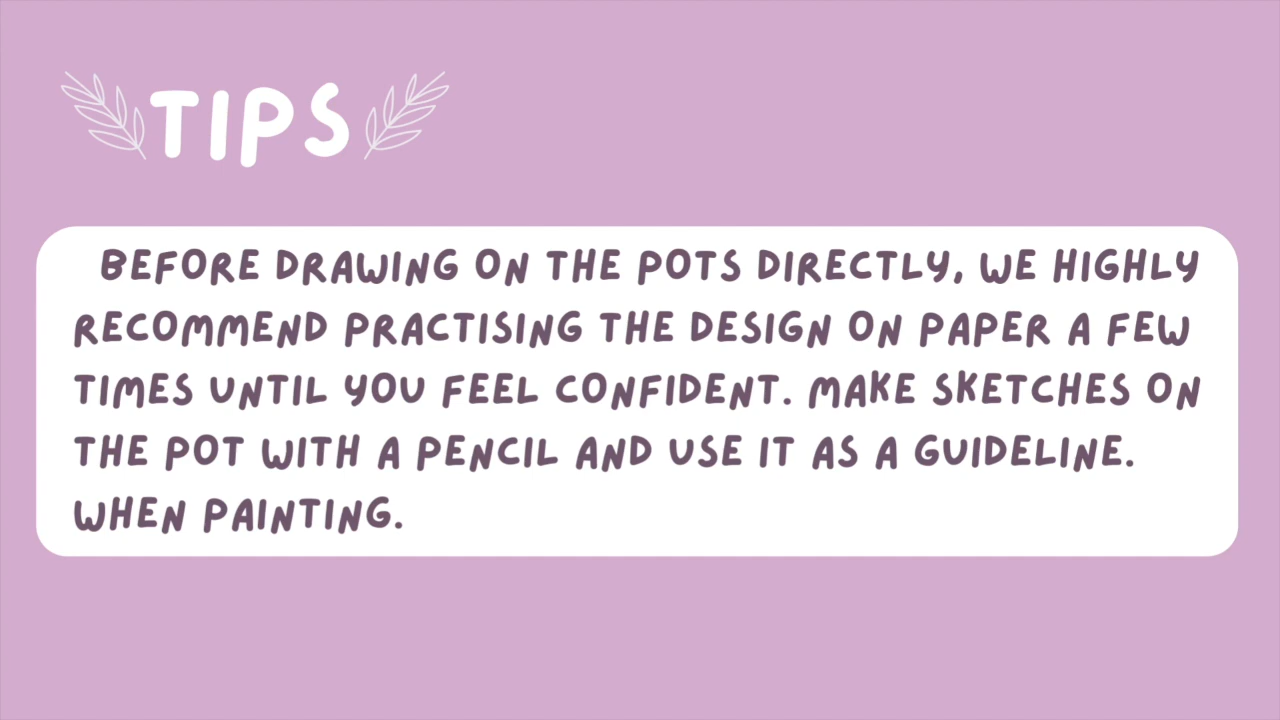 TIPS
BEFORE DRAWING ON THE POTS DIRECTLY, WE HIGHLY
RECOMMEND PRACTISING THE DESIGN ON PAPER A FEW
TIMES UNTIL YOU FEEL CONFIDENT. MAKE SKETCHES ON
THE POT WITH A PENCIL AND USE IT AS A GUIDELINE.
WHEN PAINTING.